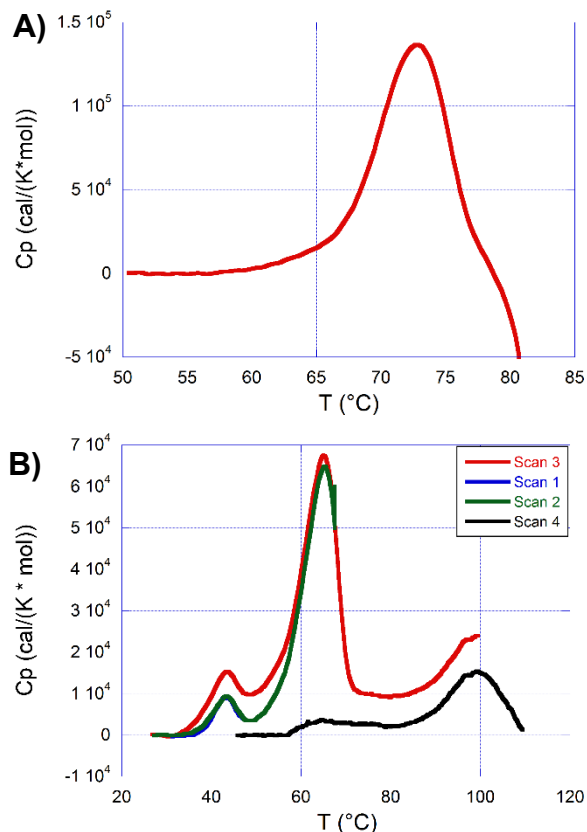 A)
Cp (cal/(K*mol))
1.5 10⁵
1 10⁵
5 10⁴
0
-5 10⁴
50 55 60 65 70 75 80 85
T (°C)
B)
Cp (cal/(K * mol))
7 10⁴
6 10⁴
5 10⁴
4 10⁴
3 10⁴
2 10⁴
1 10⁴
0
-1 10⁴
Scan 3
Scan 1
Scan 2
Scan 4
20 40 60 80 100 120
T (°C)